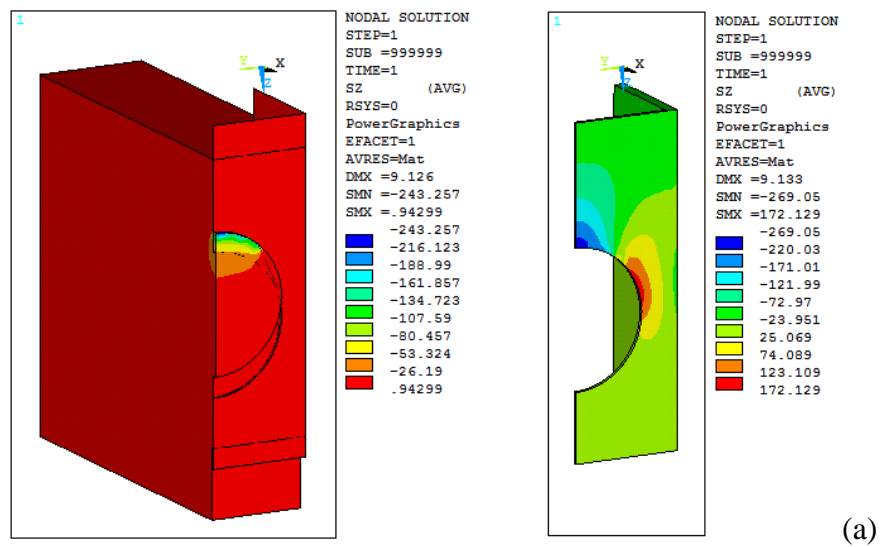 1
Y
X
Z
NODAL SOLUTION
STEP=1
SUB =999999
TIME=1
SZ (AVG)
RSYS=0
PowerGraphics
EFACET=1
AVRES=Mat
DMX =9.126
SMN =-243.257
SMX =.94299
-243.257
-216.123
-188.99
-161.857
-134.723
-107.59
-80.457
-53.324
-26.19
.94299
1
Y
X
Z
NODAL SOLUTION
STEP=1
SUB =999999
TIME=1
SZ (AVG)
RSYS=0
PowerGraphics
EFACET=1
AVRES=Mat
DMX =9.133
SMN =-269.05
SMX =172.129
-269.05
-220.03
-171.01
-121.99
-72.97
-23.951
25.069
74.089
123.109
172.129
(a)